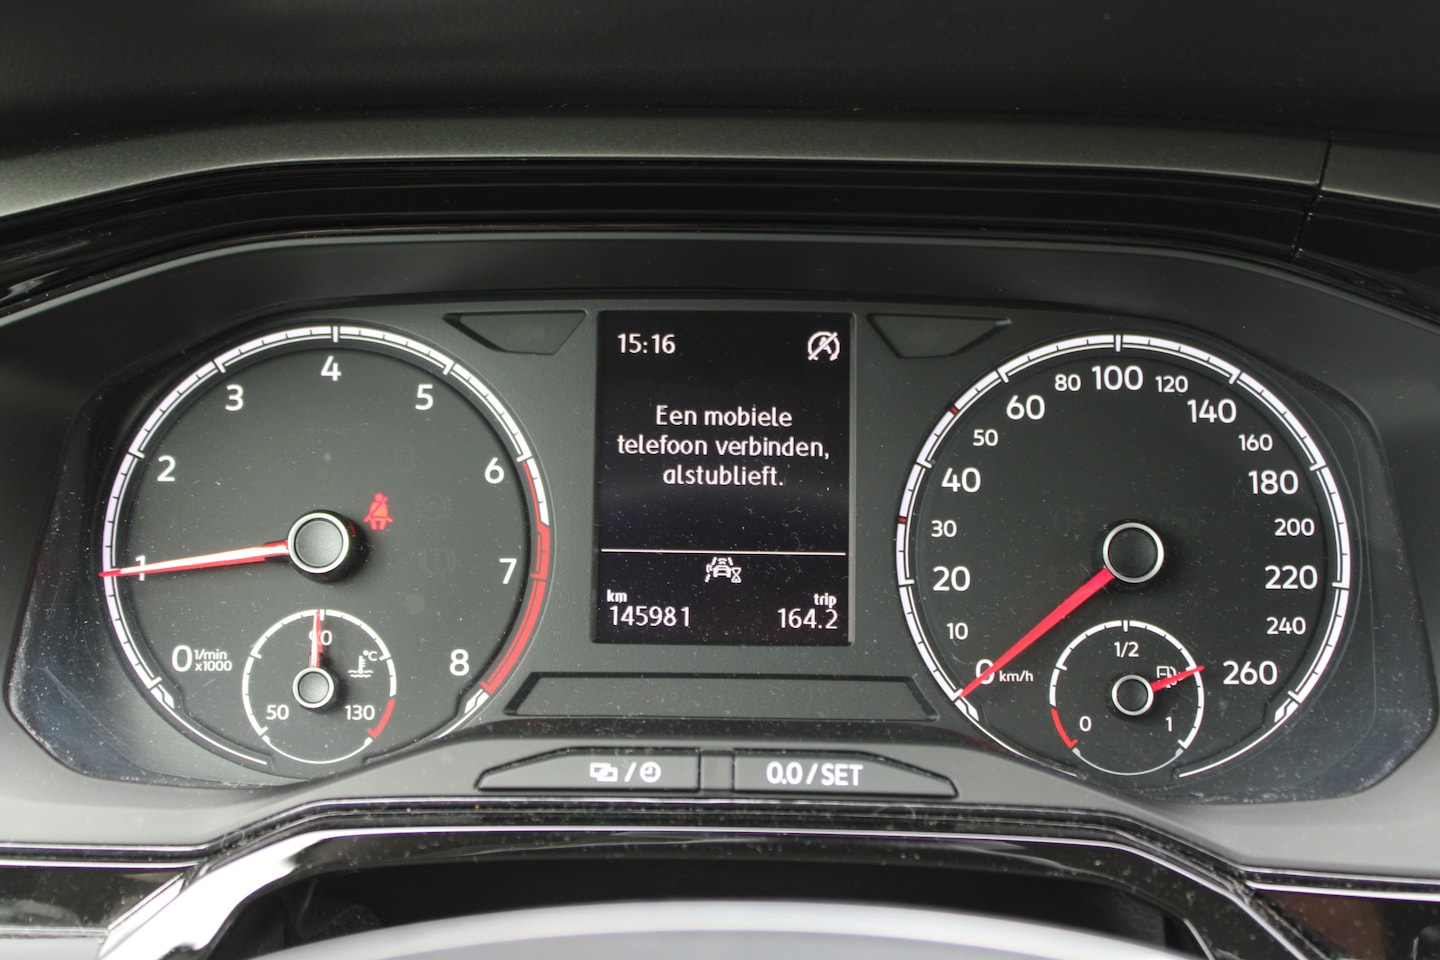 4
3
5
2
6
1
7
0 1/min
x1000
8
90
°C
50
130
15:16
Een mobiele
telefoon verbinden,
alstublieft.
km
trip
145981
164.2
80 100 120
60
140
50
160
40
180
30
200
20
220
10
240
0 km/h
260
1/2
0
1
/
0.0 / SET